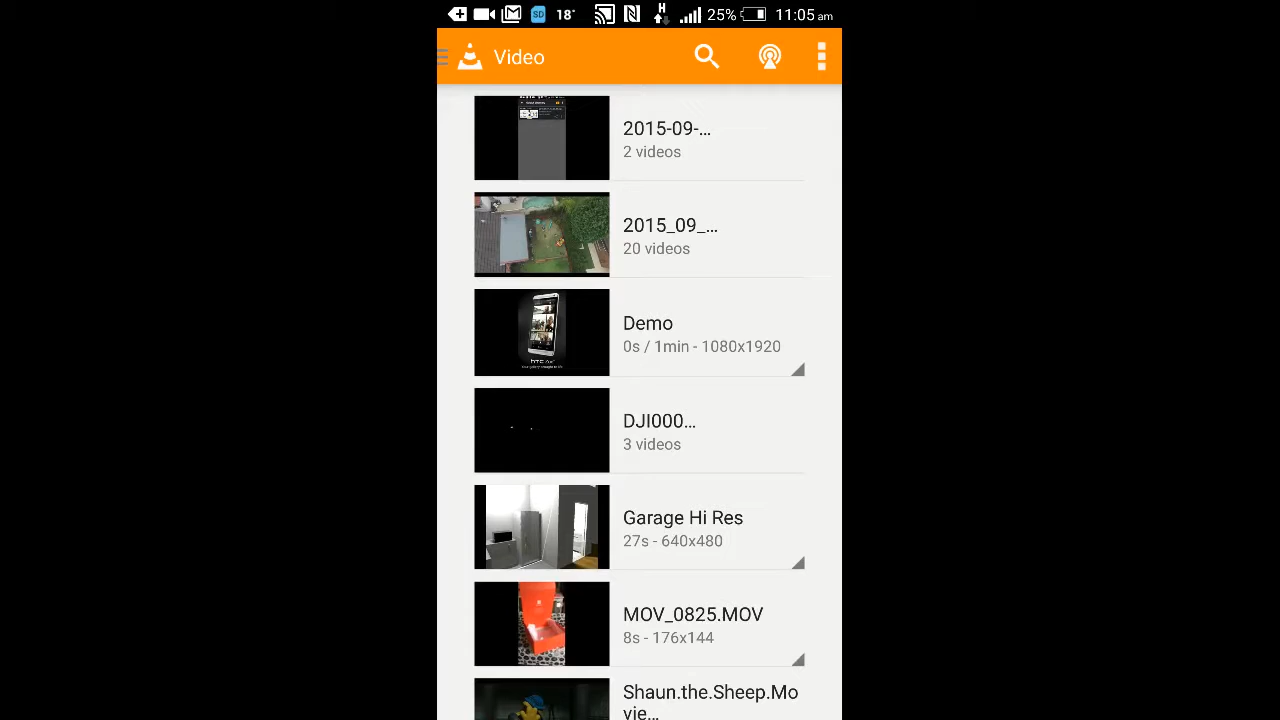 SD 18° H 25% 11:05 am
Video
2015-09-...
2 videos
2015_09_...
20 videos
Demo
0s / 1min - 1080x1920
DJI000...
3 videos
Garage Hi Res
27s - 640x480
MOV_0825.MOV
8s - 176x144
Shaun.the.Sheep.Mo
vie...